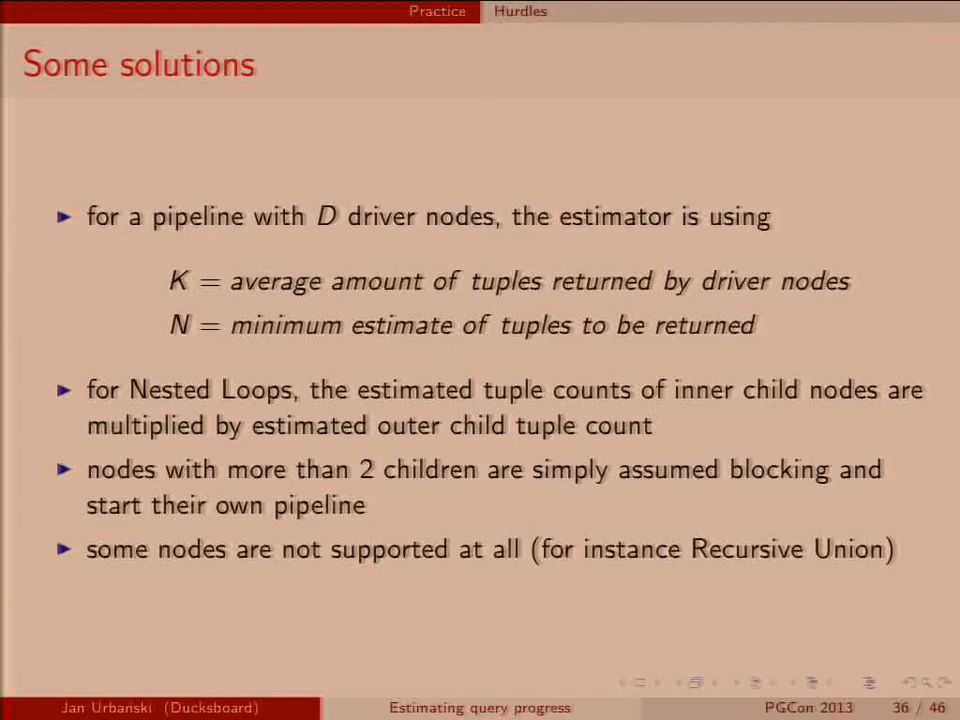 Practice Hurdles
Some solutions
for a pipeline with D driver nodes, the estimator is using
K = average amount of tuples returned by driver nodes
N = minimum estimate of tuples to be returned
for Nested Loops, the estimated tuple counts of inner child nodes are
multiplied by estimated outer child tuple count
nodes with more than 2 children are simply assumed blocking and
start their own pipeline
some nodes are not supported at all (for instance Recursive Union)
Jan Urbański (Ducksboard) Estimating query progress PGCon 2013 36 / 46